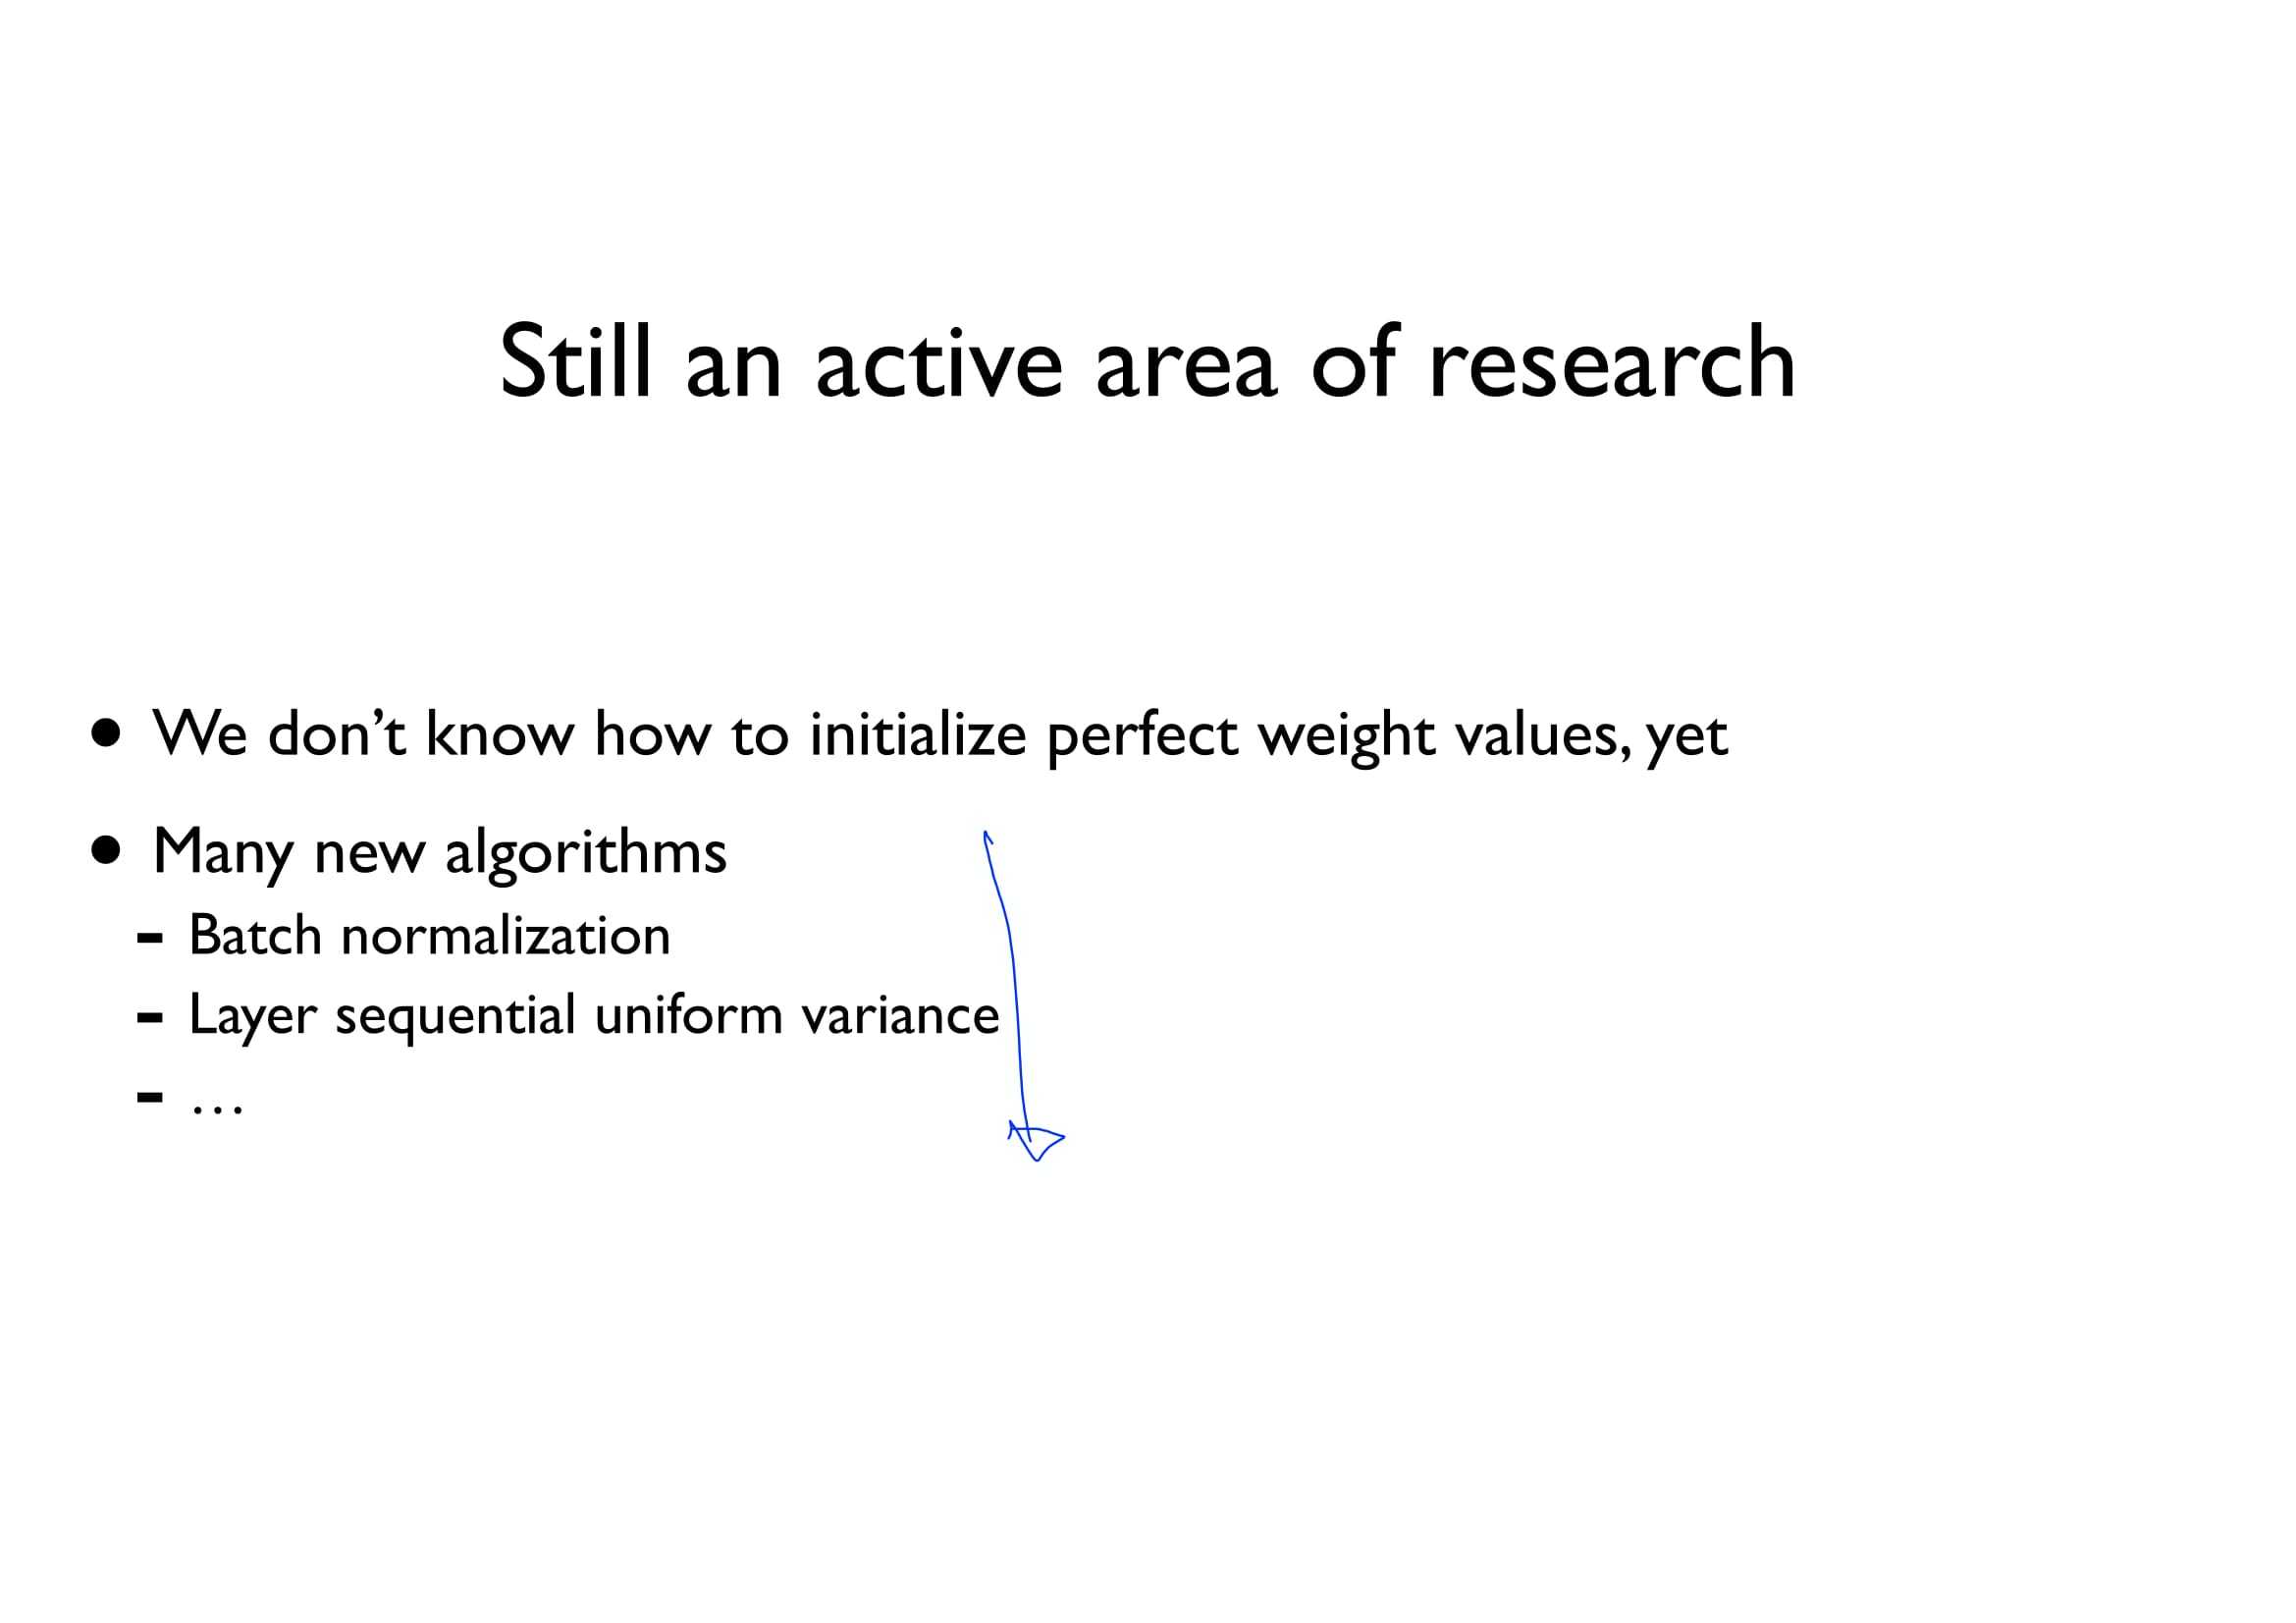 Still an active area of research
• We don’t know how to initialize perfect weight values, yet
• Many new algorithms
- Batch normalization
- Layer sequential uniform variance
- …